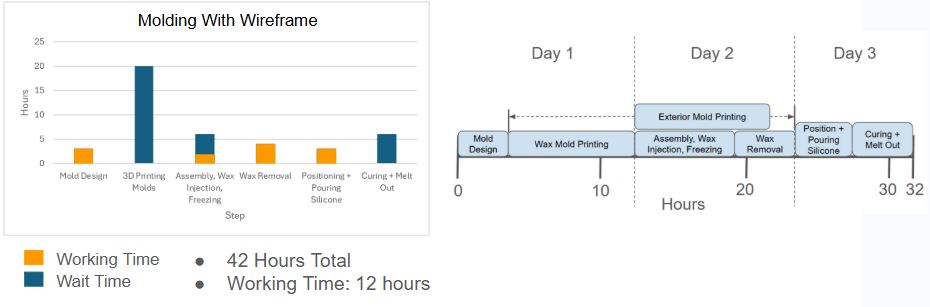 Molding With Wireframe
25
20
15
10
5
0
Hours
Mold Design
3D Printing
Molds
Assembly, Wax
Injection,
Freezing
Wax Removal
Positioning +
Pouring
Silicone
Curing + Melt
Out
Step
Working Time
Wait Time
● 42 Hours Total
● Working Time: 12 hours
Day 1
Day 2
Day 3
Exterior Mold Printing
Mold
Design
Wax Mold Printing
Assembly, Wax
Injection, Freezing
Wax
Removal
Position +
Pouring
Silicone
Curing +
Melt Out
0
10
20
30
32
Hours